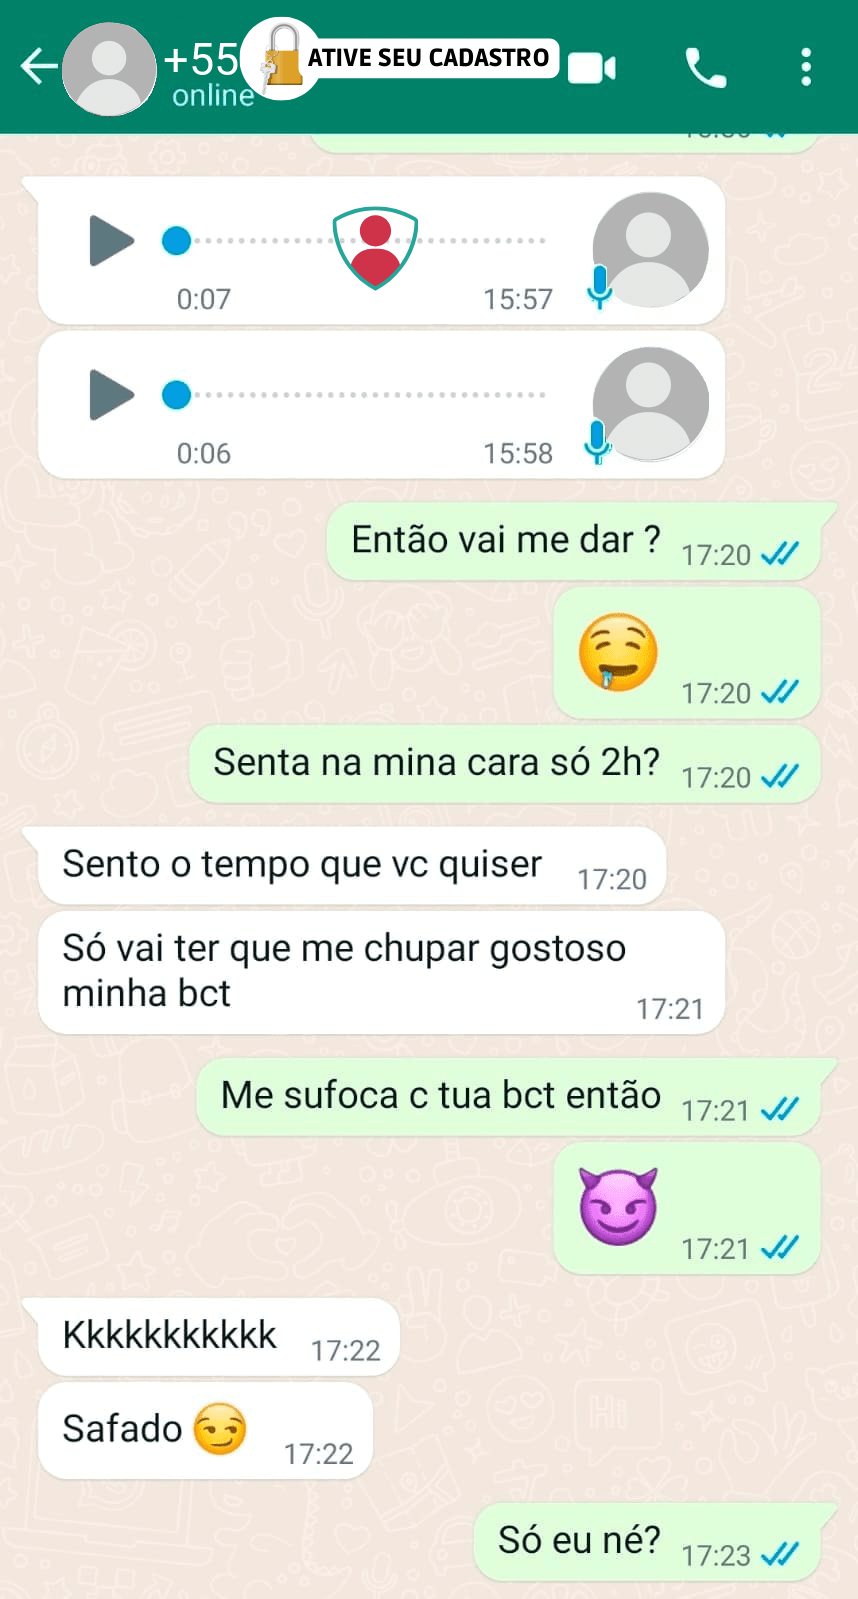 +55
ATIVE SEU CADASTRO
online
0:07 15:57
0:06 15:58
Então vai me dar ? 17:20
17:20
Senta na mina cara só 2h? 17:20
Sento o tempo que vc quiser 17:20
Só vai ter que me chupar gostoso
minha bct 17:21
Me sufoca c tua bct então 17:21
17:21
Kkkkkkkkkkk 17:22
Safado 😏 17:22
Só eu né? 17:23